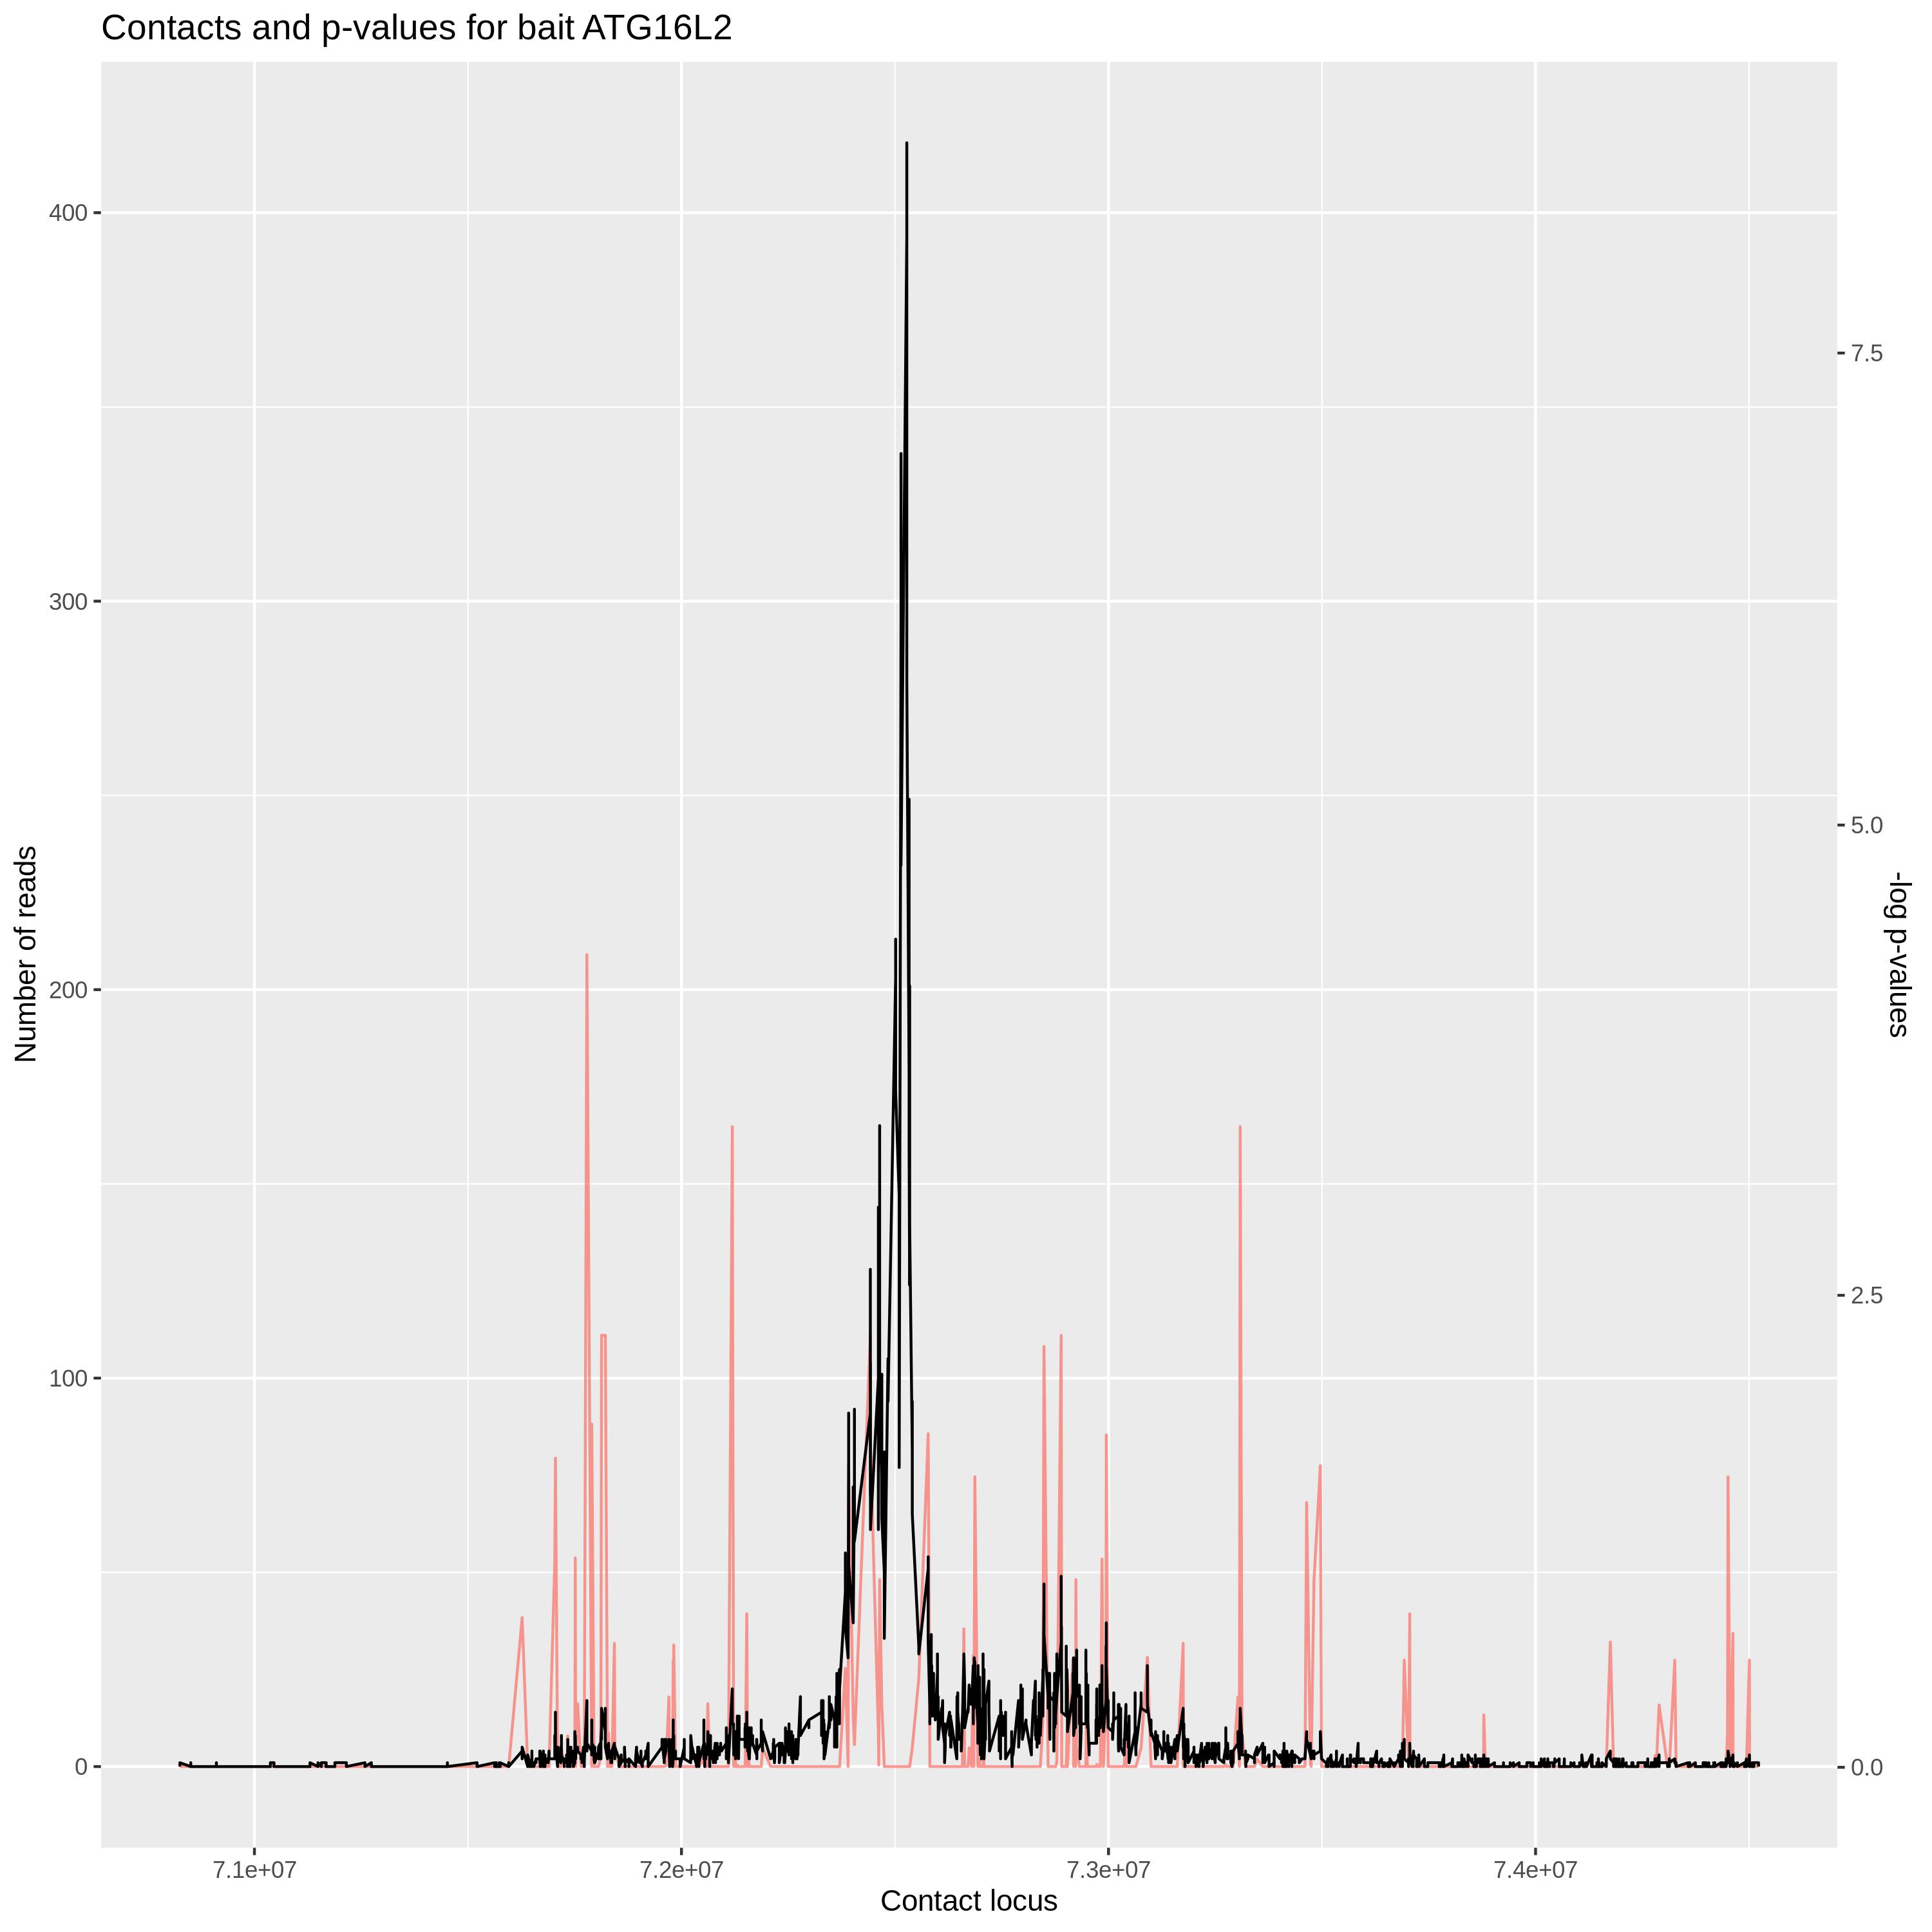 Contacts and p-values for bait ATG16L2
400
300
200
100
0
Number of reads
7.5
5.0
2.5
0.0
-log p-values
7.1e+07
7.2e+07
7.3e+07
7.4e+07
Contact locus